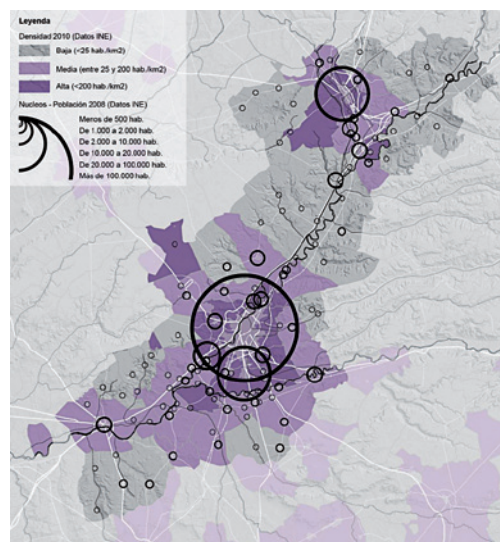 Leyenda
Densidad 2010 (Datos INE)
Baja (<25 hab./km2)
Media (entre 25 y 200 hab./km2)
Alta (<200 hab./km2)
Nucleos - Población 2008 (Datos INE)
Meros de 500 hab.
De 1.000 a 2.000 hab.
De 2.000 a 10.000 hab.
De 10.000 a 20.000 hab.
De 20.000 a 100.000 hab.
Más de 100.000 hab.